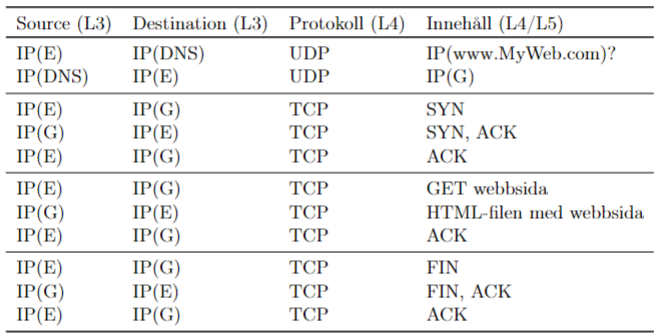 Source (L3) Destination (L3) Protokoll (L4) Innehåll (L4/L5)
IP(E) IP(DNS) UDP IP(www.MyWeb.com)?
IP(DNS) IP(E) UDP IP(G)
IP(E) IP(G) TCP SYN
IP(G) IP(E) TCP SYN, ACK
IP(E) IP(G) TCP ACK
IP(E) IP(G) TCP GET webbsida
IP(G) IP(E) TCP HTML-filen med webbsida
IP(E) IP(G) TCP ACK
IP(E) IP(G) TCP FIN
IP(G) IP(E) TCP FIN, ACK
IP(E) IP(G) TCP ACK